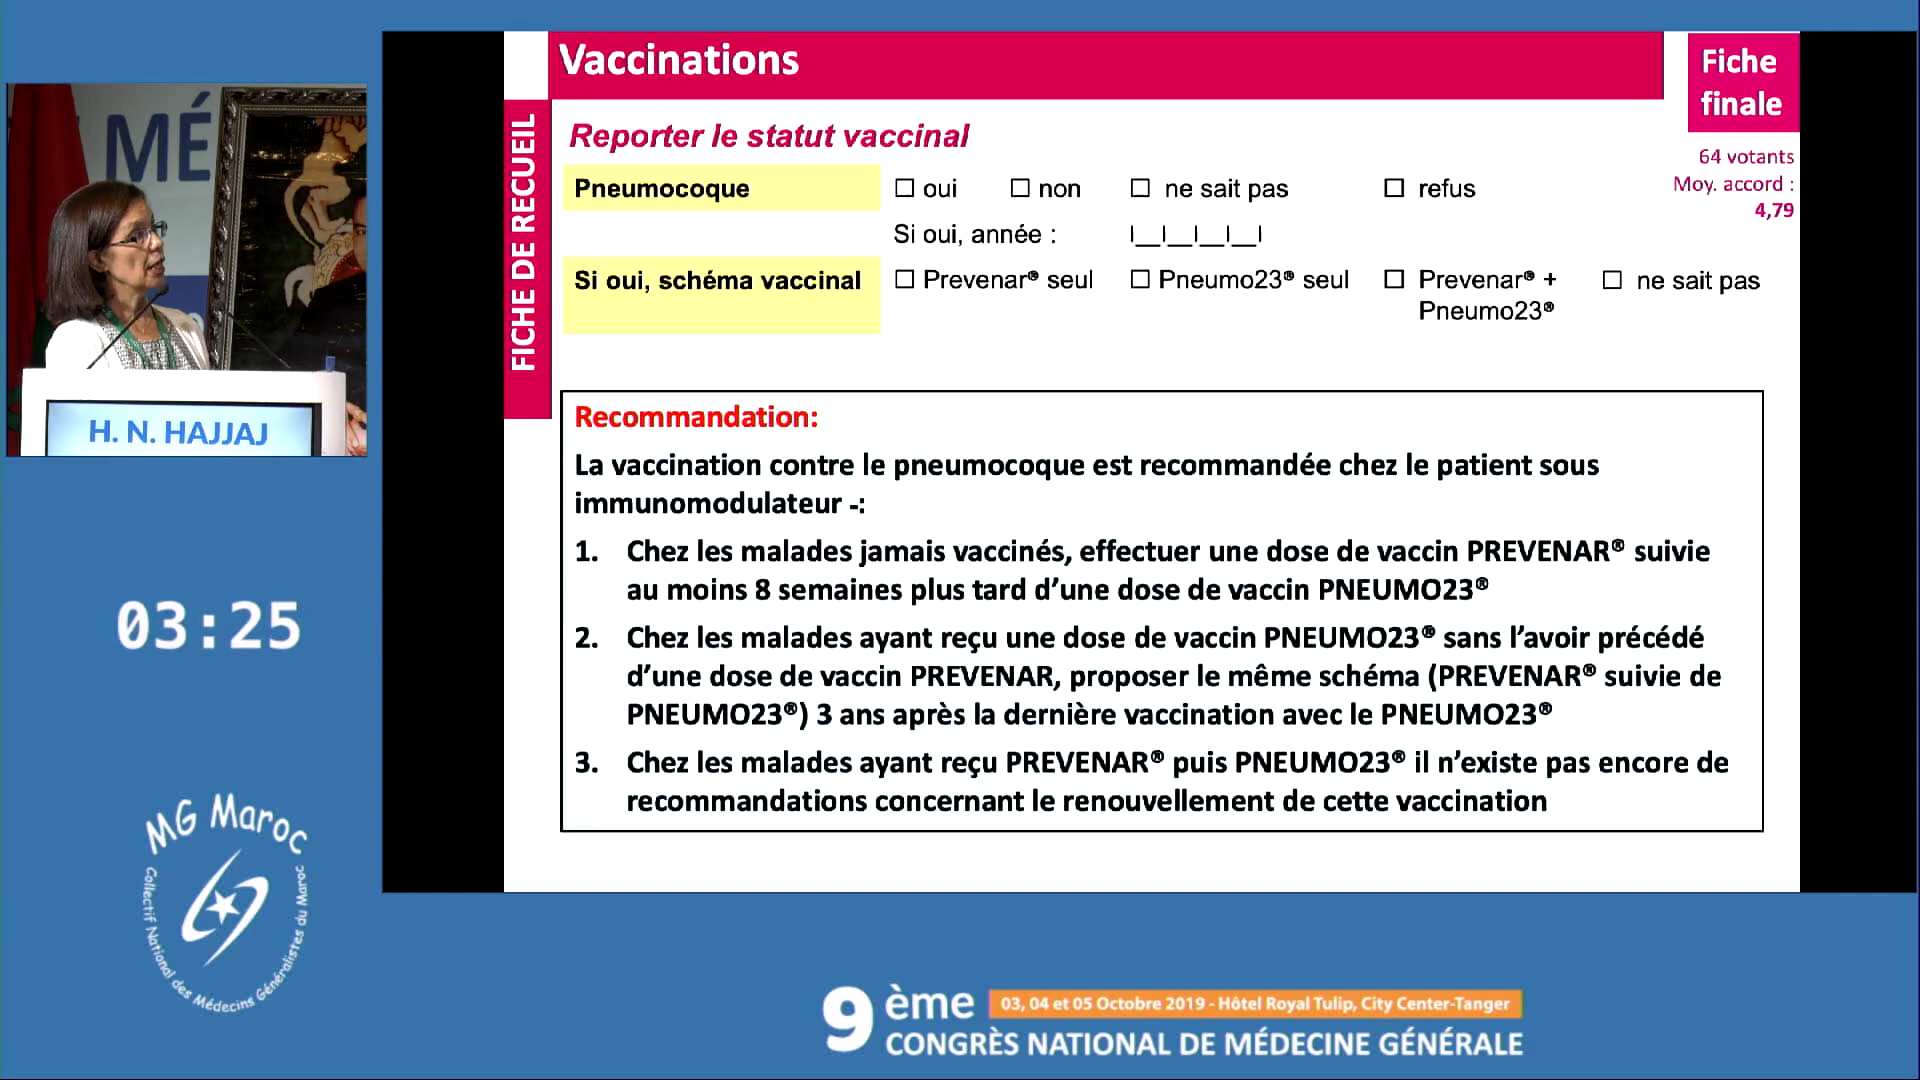 Vaccinations
Fiche
finale
FICHE DE RECUEIL
Reporter le statut vaccinal
64 votants
Moy. accord :
4,79
Pneumocoque ☐ oui ☐ non ☐ ne sait pas ☐ refus
Si oui, année : |__|__|__|__|
Si oui, schéma vaccinal ☐ Prevenar® seul ☐ Pneumo23® seul ☐ Prevenar® + ☐ ne sait pas
Pneumo23®
Recommandation:
La vaccination contre le pneumocoque est recommandée chez le patient sous
immunomodulateur -:
1. Chez les malades jamais vaccinés, effectuer une dose de vaccin PREVENAR® suivie
au moins 8 semaines plus tard d’une dose de vaccin PNEUMO23®
2. Chez les malades ayant reçu une dose de vaccin PNEUMO23® sans l’avoir précédé
d’une dose de vaccin PREVENAR, proposer le même schéma (PREVENAR® suivie de
PNEUMO23®) 3 ans après la dernière vaccination avec le PNEUMO23®
3. Chez les malades ayant reçu PREVENAR® puis PNEUMO23® il n’existe pas encore de
recommandations concernant le renouvellement de cette vaccination
MÉ
H. N. HAJJAJ
03:25
MG Maroc
Collectif National des Médecins Généralistes du Maroc
9 ème
03, 04 et 05 Octobre 2019 - Hôtel Royal Tulip, City Center-Tanger
CONGRÈS NATIONAL DE MÉDECINE GÉNÉRALE